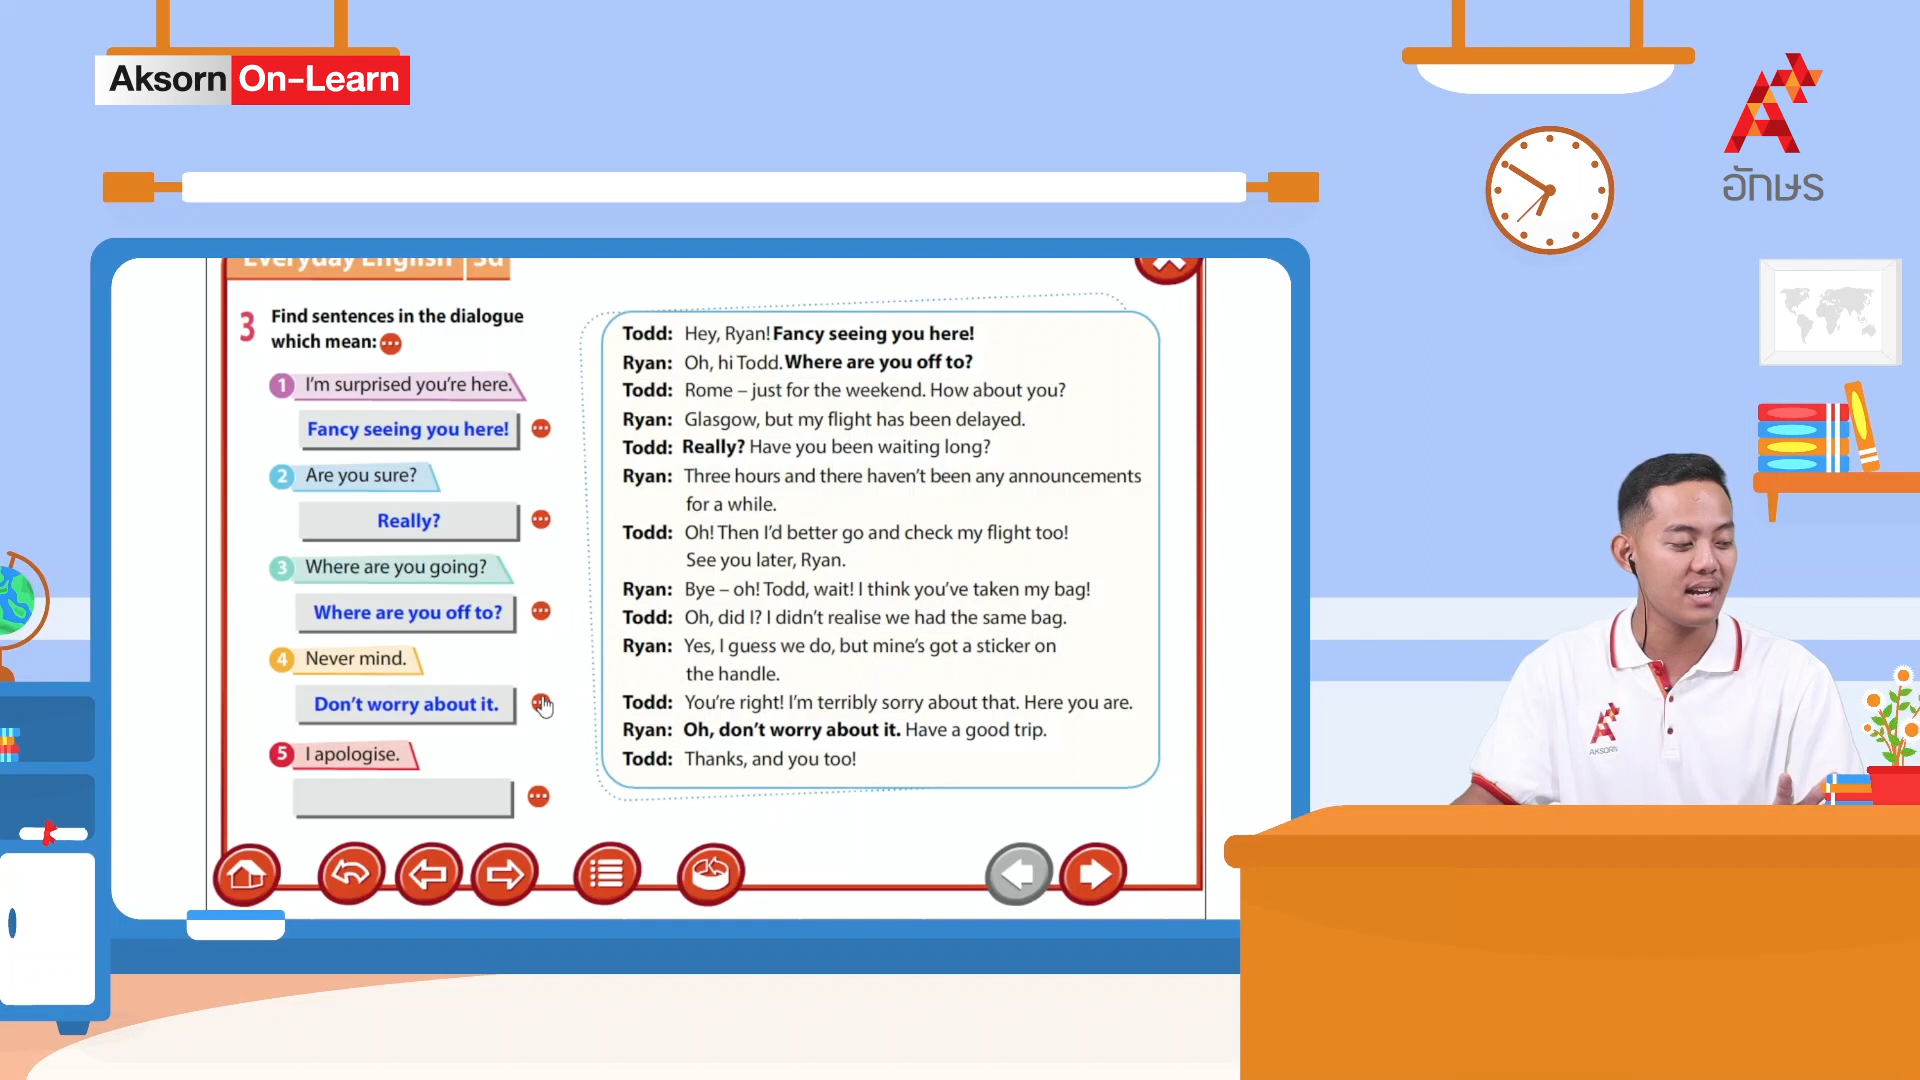 Aksorn On-Learn
อักษร
Everyday English 3d
3 Find sentences in the dialogue
which mean:
1 I'm surprised you're here.
Fancy seeing you here!
2 Are you sure?
Really?
3 Where are you going?
Where are you off to?
4 Never mind.
Don't worry about it.
5 I apologise.
Todd: Hey, Ryan! Fancy seeing you here!
Ryan: Oh, hi Todd. Where are you off to?
Todd: Rome – just for the weekend. How about you?
Ryan: Glasgow, but my flight has been delayed.
Todd: Really? Have you been waiting long?
Ryan: Three hours and there haven't been any announcements
for a while.
Todd: Oh! Then I'd better go and check my flight too!
See you later, Ryan.
Ryan: Bye – oh! Todd, wait! I think you've taken my bag!
Todd: Oh, did I? I didn't realise we had the same bag.
Ryan: Yes, I guess we do, but mine's got a sticker on
the handle.
Todd: You're right! I'm terribly sorry about that. Here you are.
Ryan: Oh, don't worry about it. Have a good trip.
Todd: Thanks, and you too!
AKSORN